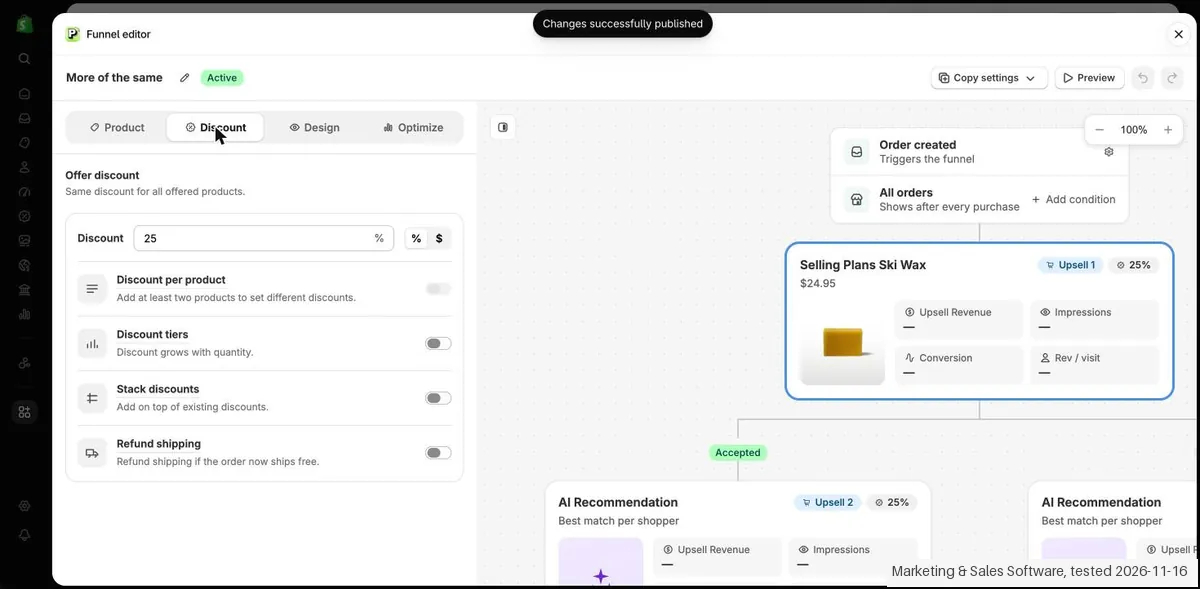 Changes successfully published
Funnel editor
More of the same
Active
Copy settings
Preview
Product
Discount
Design
Optimize
100%
Offer discount
Same discount for all offered products.
Discount
25
%
%
$
Discount per product
Add at least two products to set different discounts.
Discount tiers
Discount grows with quantity.
Stack discounts
Add on top of existing discounts.
Refund shipping
Refund shipping if the order now ships free.
Order created
Triggers the funnel
All orders
Shows after every purchase
+ Add condition
Selling Plans Ski Wax
Upsell 1
25%
$24.95
Upsell Revenue
—
Impressions
—
Conversion
—
Rev / visit
—
Accepted
AI Recommendation
Upsell 2
25%
Best match per shopper
Upsell Revenue
—
Impressions
—
AI Recommendation
Best match per shopper
Upsell R
Marketing & Sales Software, tested 2026-11-16